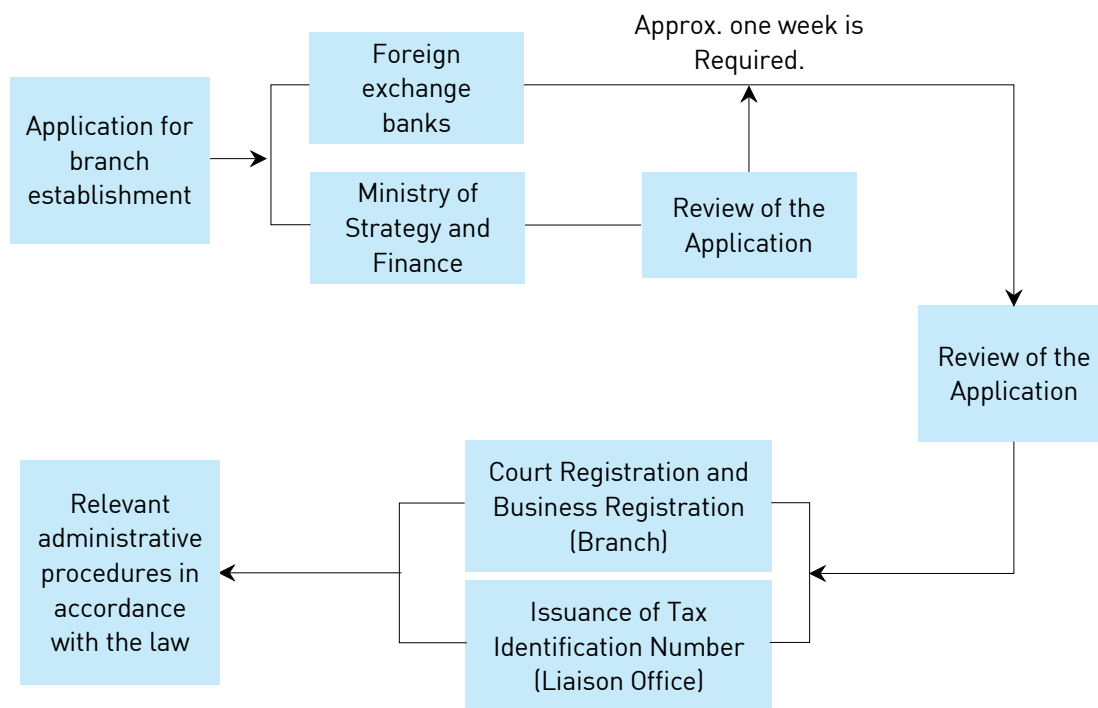 Approx. one week is
Required.
Application for
branch
establishment
Foreign
exchange
banks
Ministry of
Strategy and
Finance
Review of the
Application
Review of the
Application
Court Registration and
Business Registration
(Branch)
Issuance of Tax
Identification Number
(Liaison Office)
Relevant
administrative
procedures in
accordance
with the law